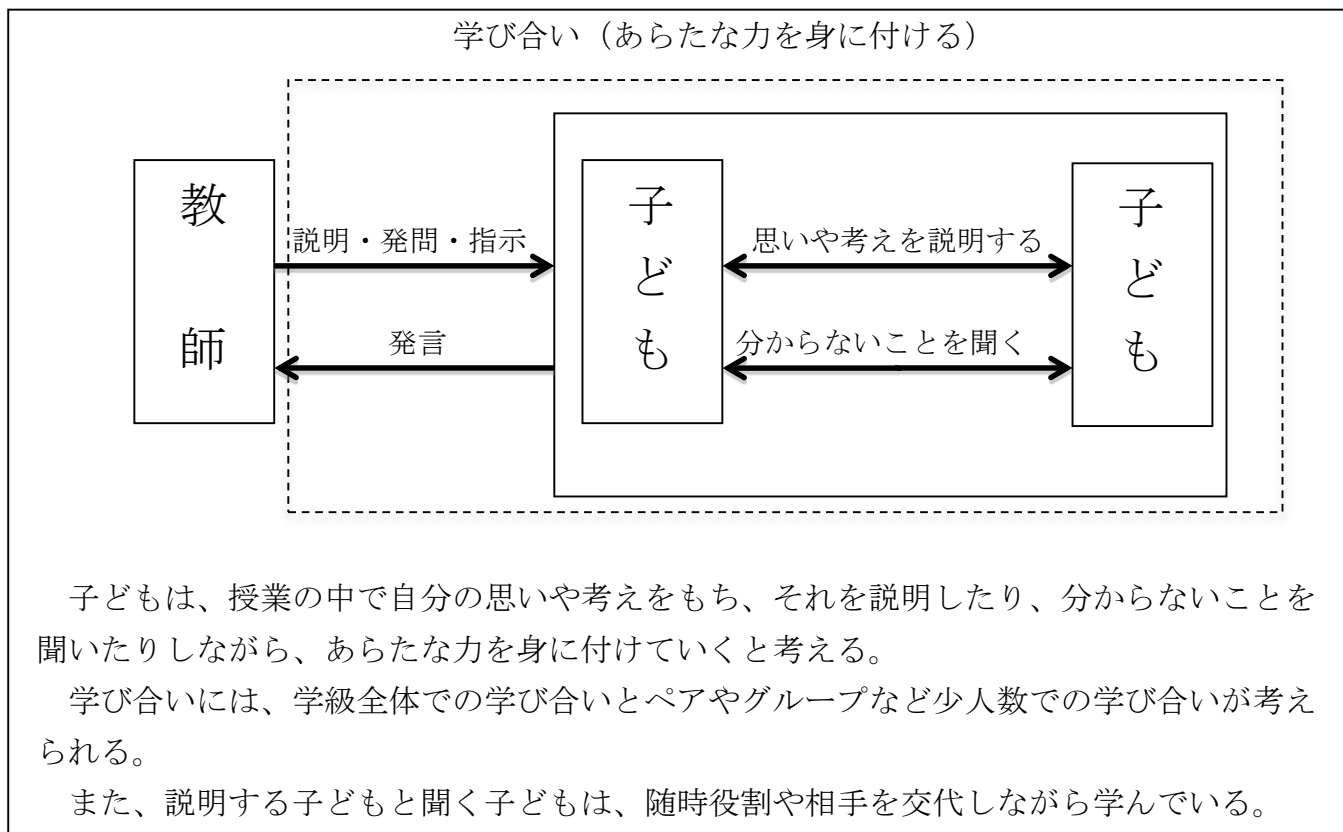 学び合い（あらたな力を身に付ける）
教師
説明・発問・指示
発言
子ども
思いや考えを説明する
分からないことを聞く
子ども
　子どもは、授業の中で自分の思いや考えをもち、それを説明したり、分からないことを
聞いたりしながら、あらたな力を身に付けていくと考える。
　学び合いには、学級全体での学び合いとペアやグループなど少人数での学び合いが考え
られる。
　また、説明する子どもと聞く子どもは、随時役割や相手を交代しながら学んでいる。